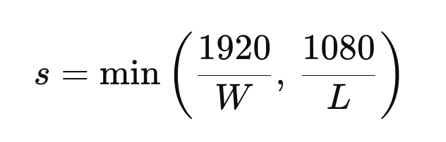 s = min ( 1920/W , 1080/L )